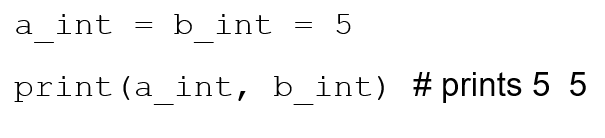 a_int = b_int = 5
print(a_int, b_int) # prints 5  5